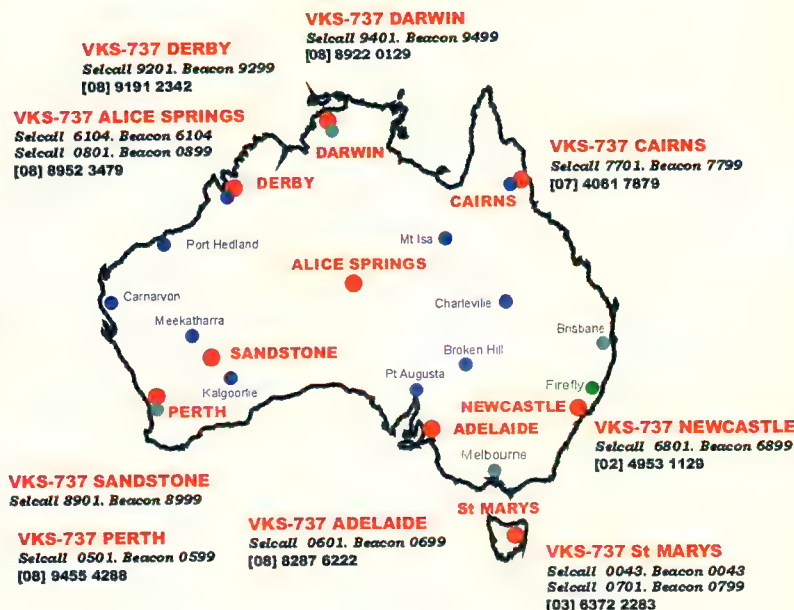 VKS-737 DARWIN
Selcall 9401. Beacon 9499
[08] 8922 0129
VKS-737 DERBY
Selcall 9201. Beacon 9299
[08] 9191 2342
VKS-737 ALICE SPRINGS
Selcall 6104. Beacon 6104
Selcall 0801. Beacon 0899
[08] 8952 3479
VKS-737 CAIRNS
Selcall 7701. Beacon 7799
[07] 4061 7879
DARWIN
DERBY
CAIRNS
Port Hedland
Mt Isa
ALICE SPRINGS
Carnarvon
Charleville
Meekatharra
Brisbane
SANDSTONE
Broken Hill
Kalgoorlie
Pt Augusta
Firefly
PERTH
NEWCASTLE
ADELAIDE
VKS-737 NEWCASTLE
Selcall 6801. Beacon 6899
[02] 4953 1129
Melbourne
VKS-737 SANDSTONE
Selcall 8901. Beacon 8999
St MARYS
VKS-737 PERTH
Selcall 0501. Beacon 0599
[08] 9455 4288
VKS-737 ADELAIDE
Selcall 0601. Beacon 0699
[08] 8287 6222
VKS-737 St MARYS
Selcall 0043. Beacon 0043
Selcall 0701. Beacon 0799
[03] 6372 2283